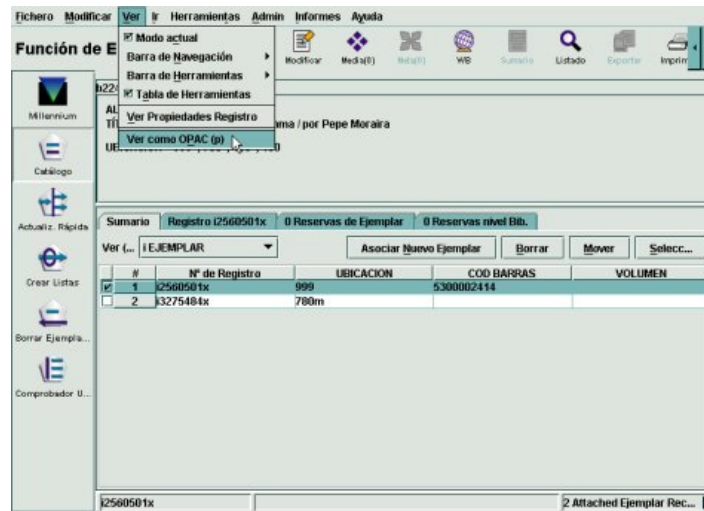 Fichero Modificar Ver Ir Herramientas Admin Informes Ayuda
Función de E
Modo actual
Barra de Navegación
Barra de Herramientas
Tabla de Herramientas
Ver Propiedades Registro
Ver como OPAC (p)
Modificar Media(0) WB Sumario Listado Exportar Imprim
b22
AU
TÍT
ama / por Pepe Moraira
Millennium
Catálogo
Actualiz. Rápida
Crear Listas
Borrar Ejempla...
Comprobador U...
Sumario Registro i2560501x 0 Reservas de Ejemplar 0 Reservas nivel Bib.
Ver (... i EJEMPLAR Asociar Nuevo Ejemplar Borrar Mover Selecc...
# Nº de Registro UBICACION COD BARRAS VOLUMEN
1 i2560501x 999 5300002414
2 i3275484x 780m
i2560501x 2 Attached Ejemplar Rec...